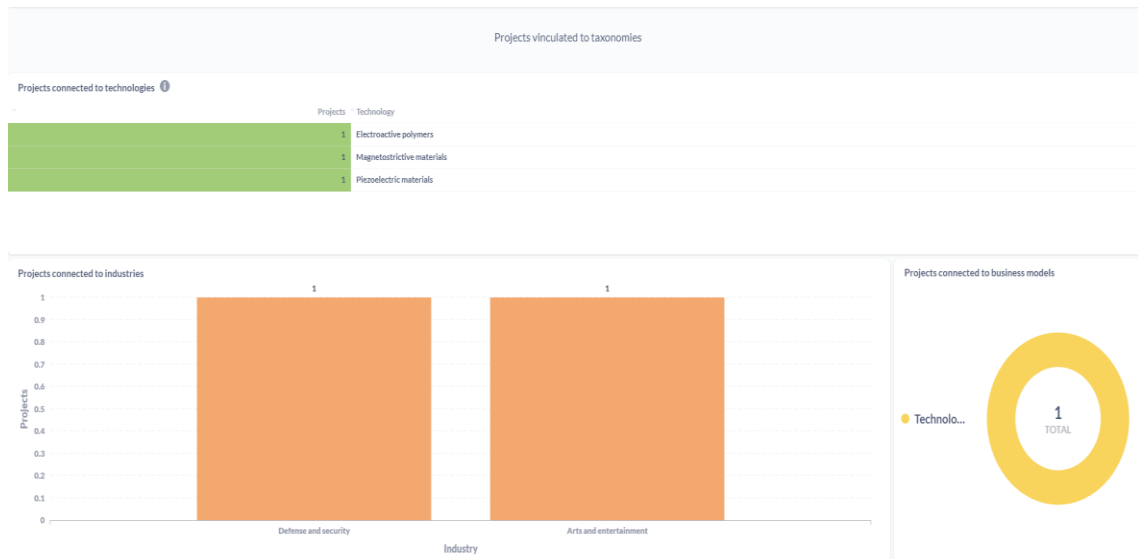 Projects vinculated to taxonomies
Projects connected to technologies
Projects Technology
1 Electroactive polymers
1 Magnetostrictive materials
1 Piezoelectric materials
Projects connected to industries
1 1
1
0.9
0.8
0.7
0.6
0.5
0.4
0.3
0.2
0.1
0
Projects
Defense and security Arts and entertainment
Industry
Projects connected to business models
Technolo...
1
TOTAL